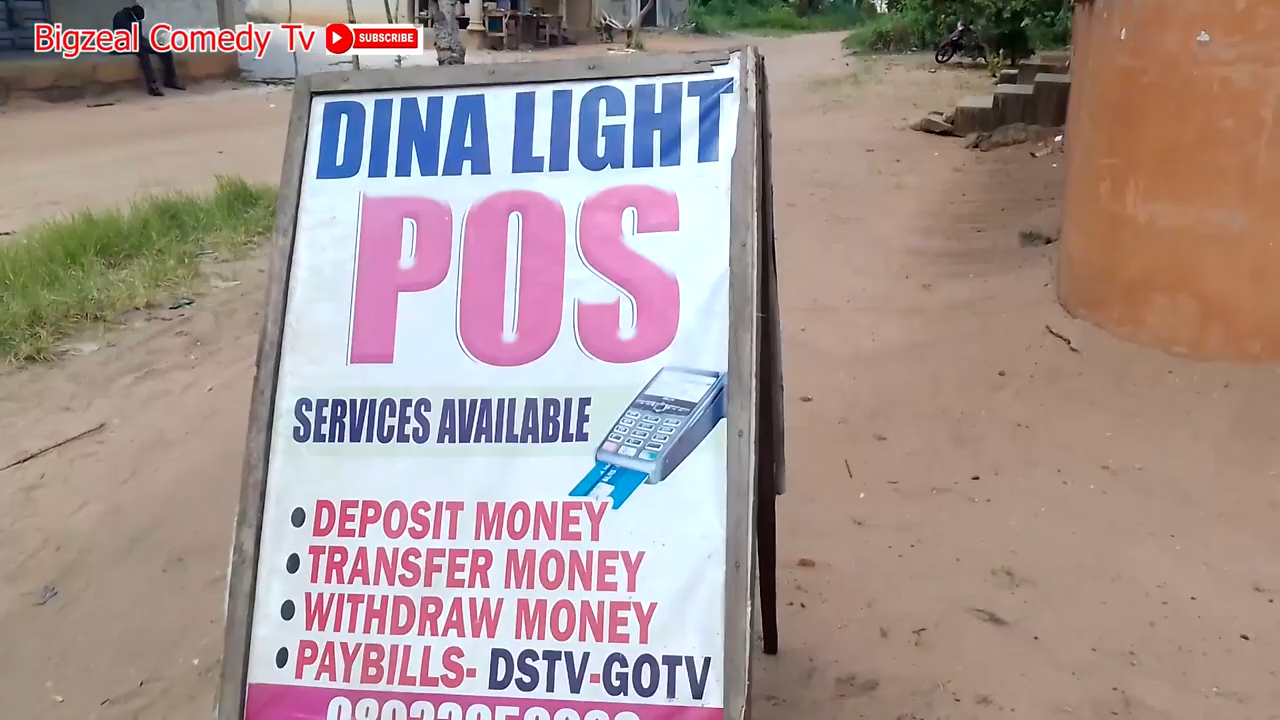 Bigzeal Comedy Tv SUBSCRIBE
DINA LIGHT
POS
SERVICES AVAILABLE
• DEPOSIT MONEY
• TRANSFER MONEY
• WITHDRAW MONEY
• PAYBILLS- DSTV-GOTV